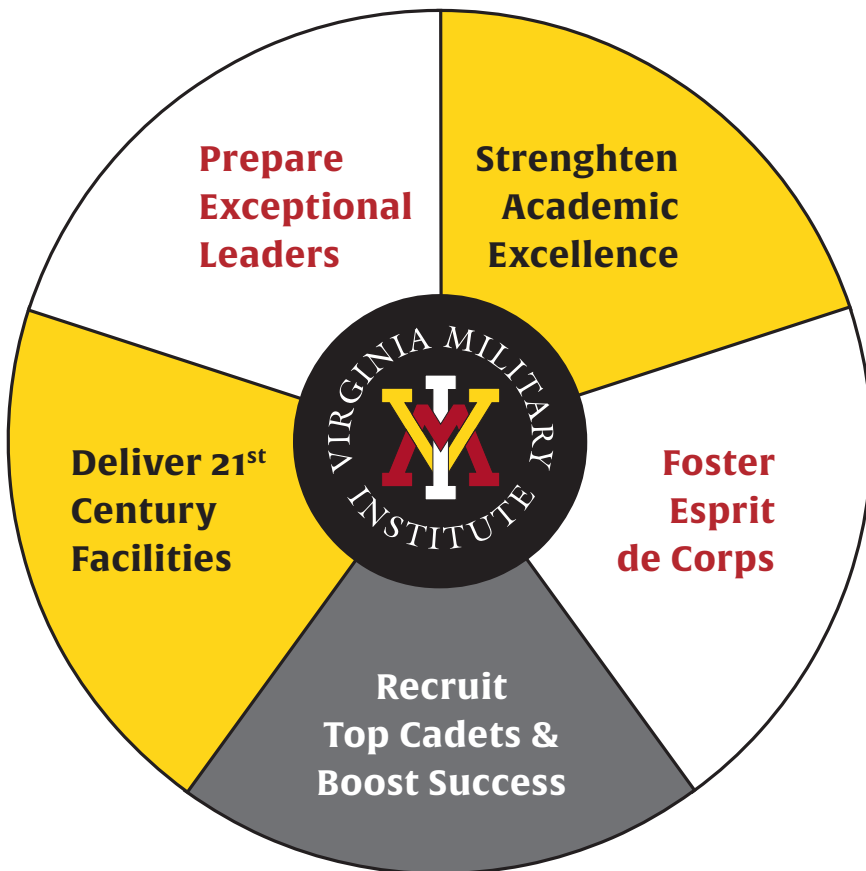 Prepare
Exceptional
Leaders
Strenghten
Academic
Excellence
VIRGINIA MILITARY
INSTITUTE
VMI
Deliver 21st
Century
Facilities
Foster
Esprit
de Corps
Recruit
Top Cadets &
Boost Success